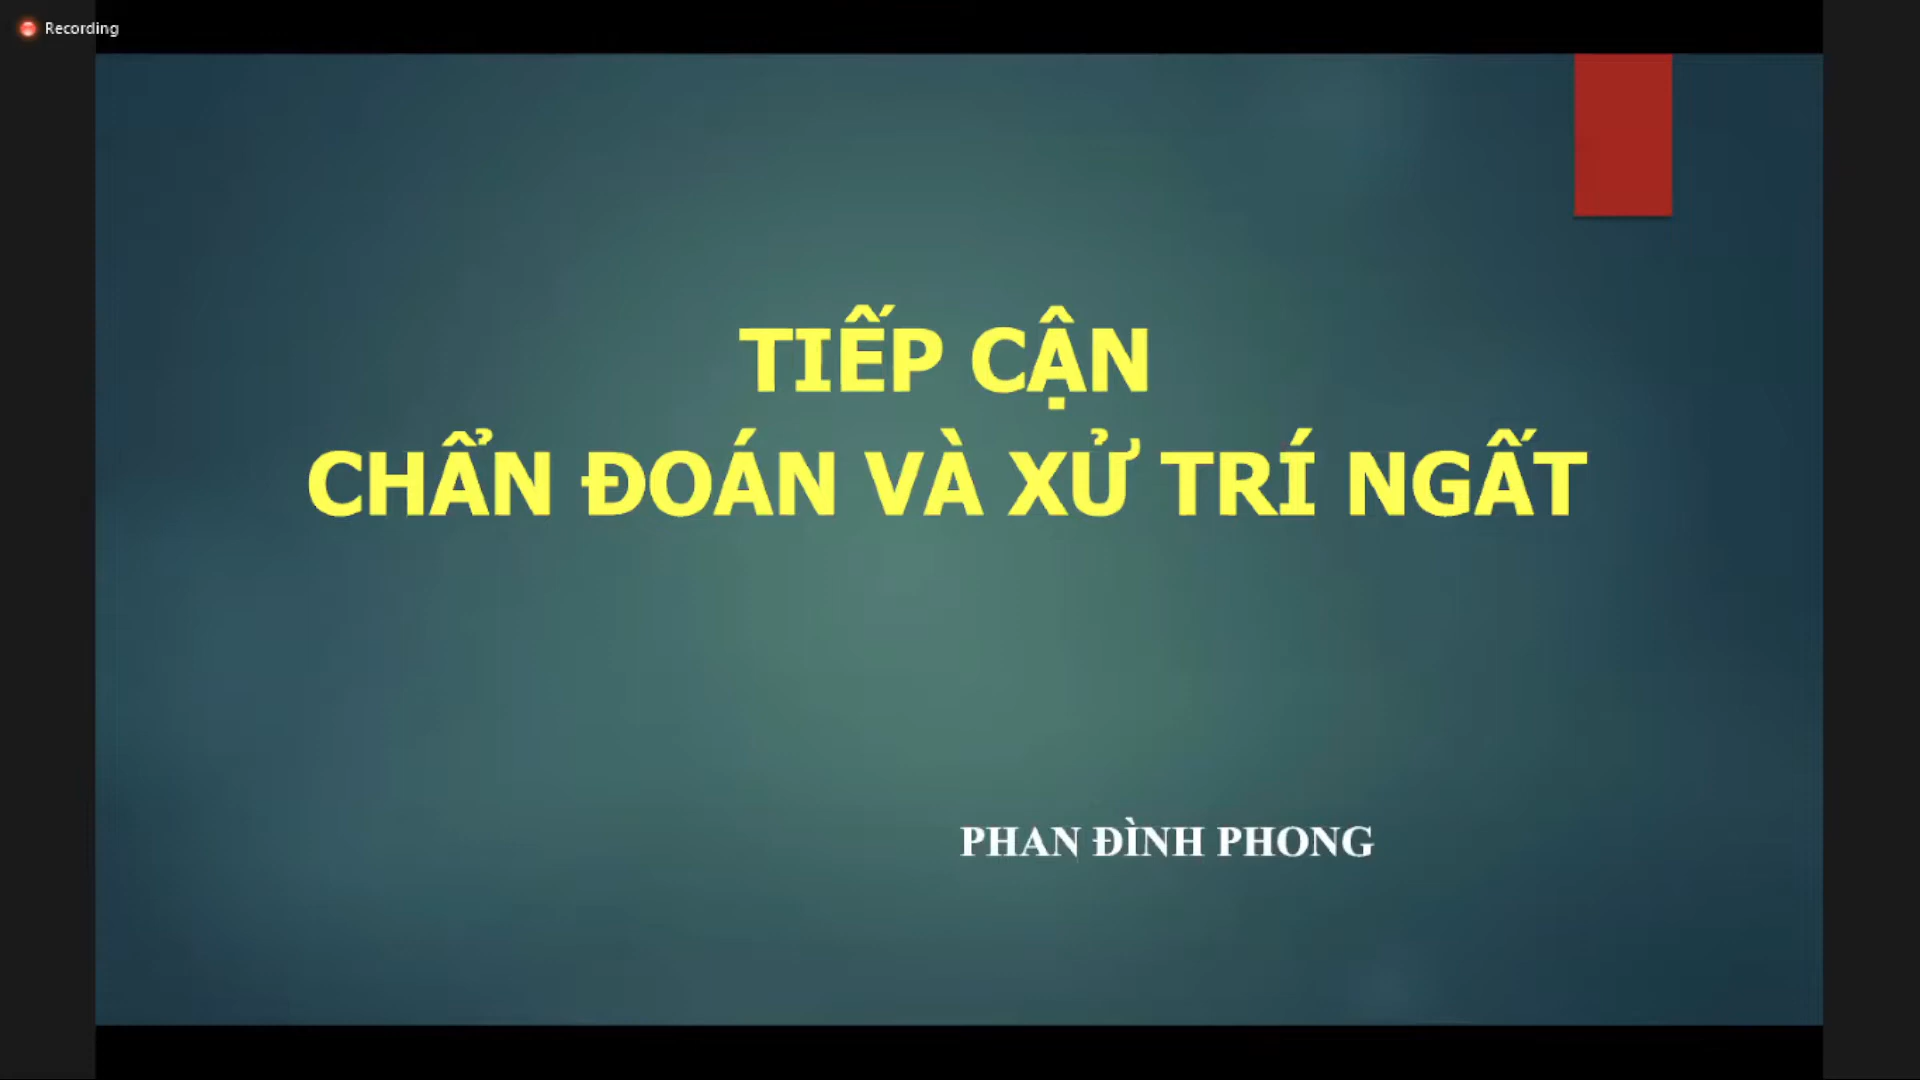 Recording
TIẾP CẬN
CHẨN ĐOÁN VÀ XỬ TRÍ NGẤT
PHAN ĐÌNH PHONG